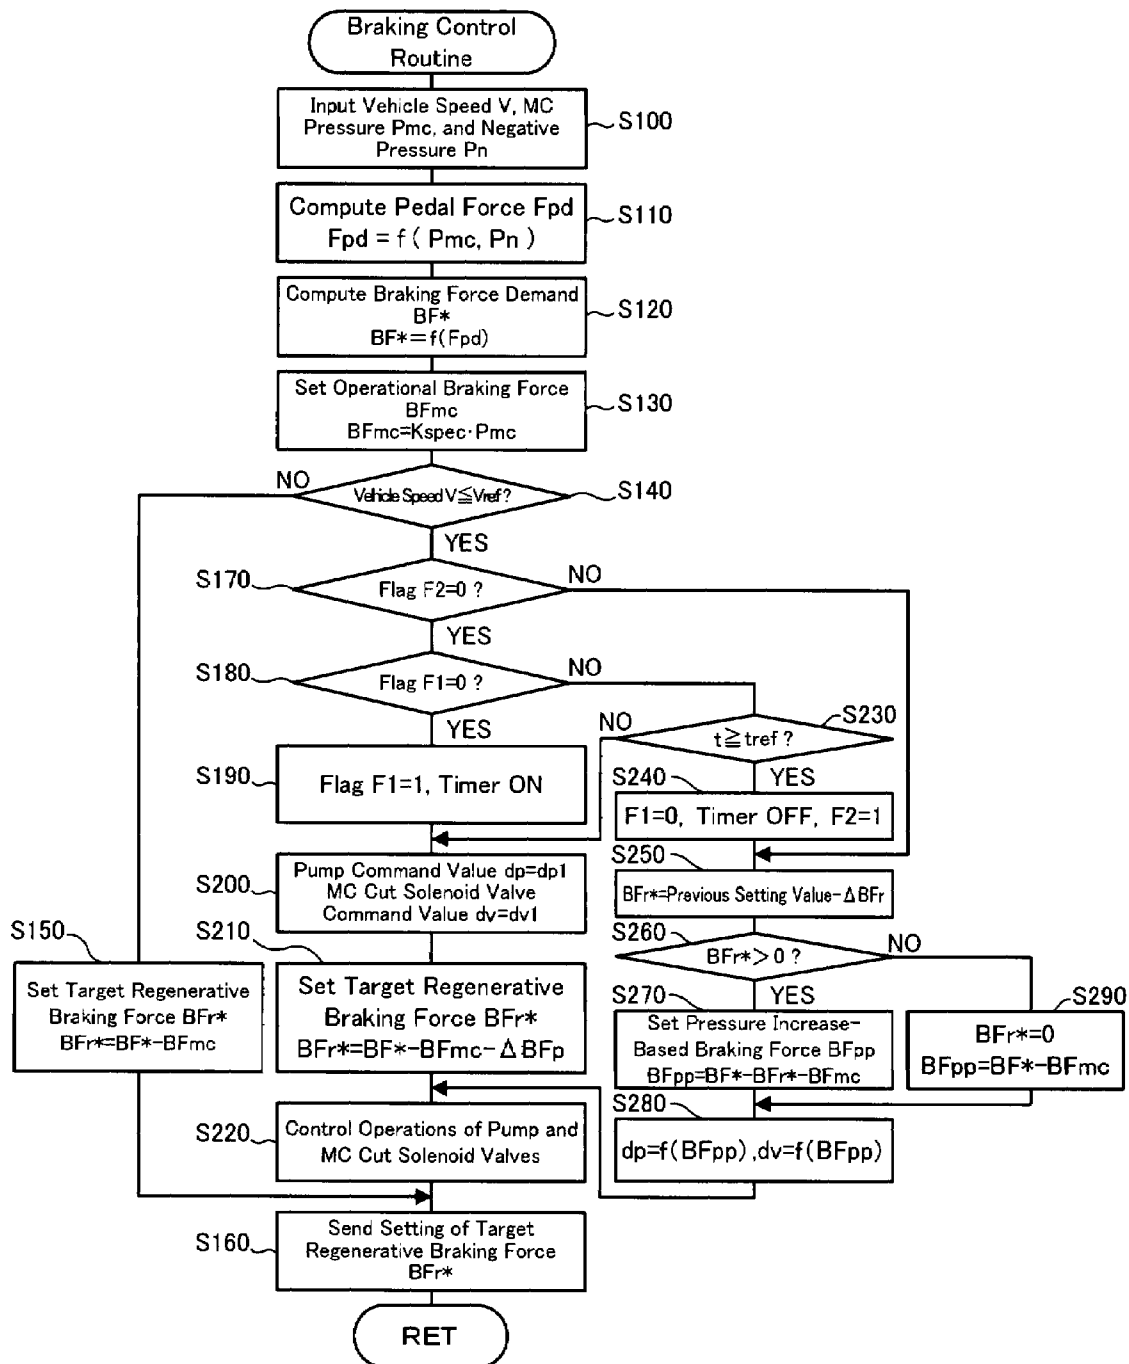 Braking Control
Routine
Input Vehicle Speed V, MC
Pressure Pmc, and Negative
Pressure Pn
S100
Compute Pedal Force Fpd
Fpd = f ( Pmc, Pn )
S110
Compute Braking Force Demand
BF*
BF*=f(Fpd)
S120
Set Operational Braking Force
BFmc
BFmc=Kspec·Pmc
S130
NO
Vehicle Speed V≦Vref?
S140
YES
S170
Flag F2=0 ?
NO
YES
S180
Flag F1=0 ?
NO
YES
NO
t≧tref ?
S230
YES
S190
Flag F1=1, Timer ON
S240
F1=0, Timer OFF, F2=1
S200
Pump Command Value dp=dp1
MC Cut Solenoid Valve
Command Value dv=dv1
S250
BFr*=Previous Setting Value-ΔBFr
S260
BFr*>0 ?
NO
YES
S150
Set Target Regenerative
Braking Force BFr*
BFr*=BF*-BFmc
S210
Set Target Regenerative
Braking Force BFr*
BFr*=BF*-BFmc-ΔBFp
S270
Set Pressure Increase-
Based Braking Force BFpp
BFpp=BF*-BFr*-BFmc
S290
BFr*=0
BFpp=BF*-BFmc
S220
Control Operations of Pump and
MC Cut Solenoid Valves
S280
dp=f(BFpp),dv=f(BFpp)
S160
Send Setting of Target
Regenerative Braking Force
BFr*
RET